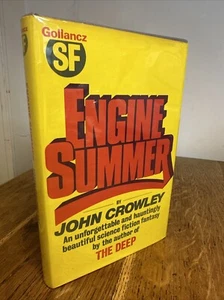 Gollancz
SF
ENGINE
SUMMER
BY
JOHN CROWLEY
An unforgettable and hauntingly
beautiful science fiction fantasy
by the author of
THE DEEP